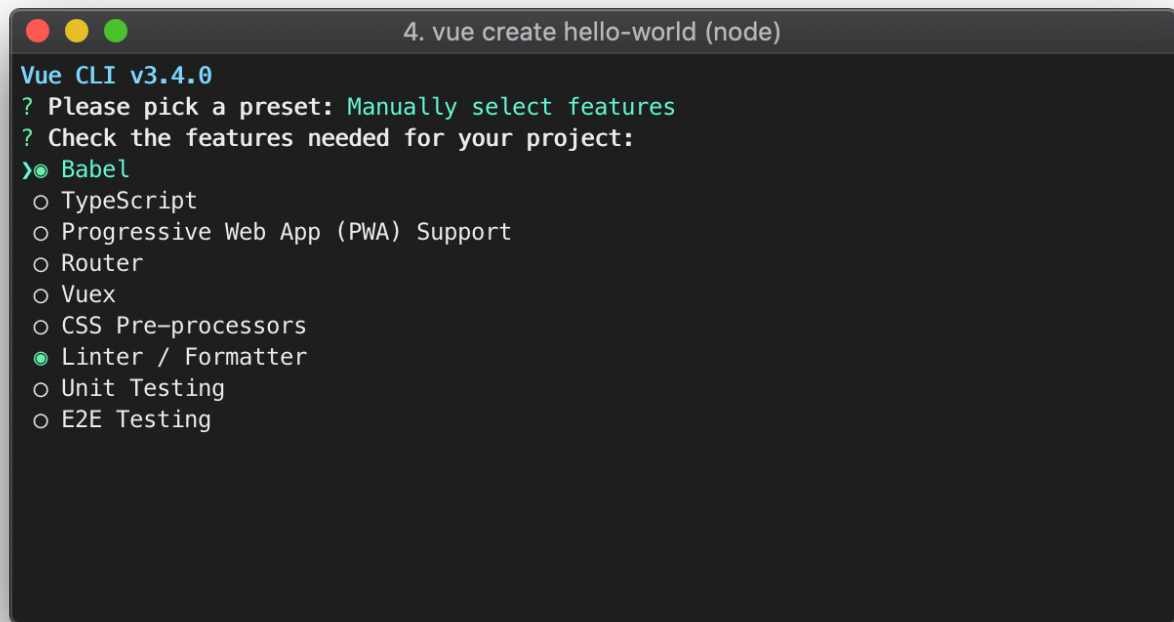 4. vue create hello-world (node)
Vue CLI v3.4.0
? Please pick a preset: Manually select features
? Check the features needed for your project:
❯◉ Babel
◯ TypeScript
◯ Progressive Web App (PWA) Support
◯ Router
◯ Vuex
◯ CSS Pre-processors
◉ Linter / Formatter
◯ Unit Testing
◯ E2E Testing